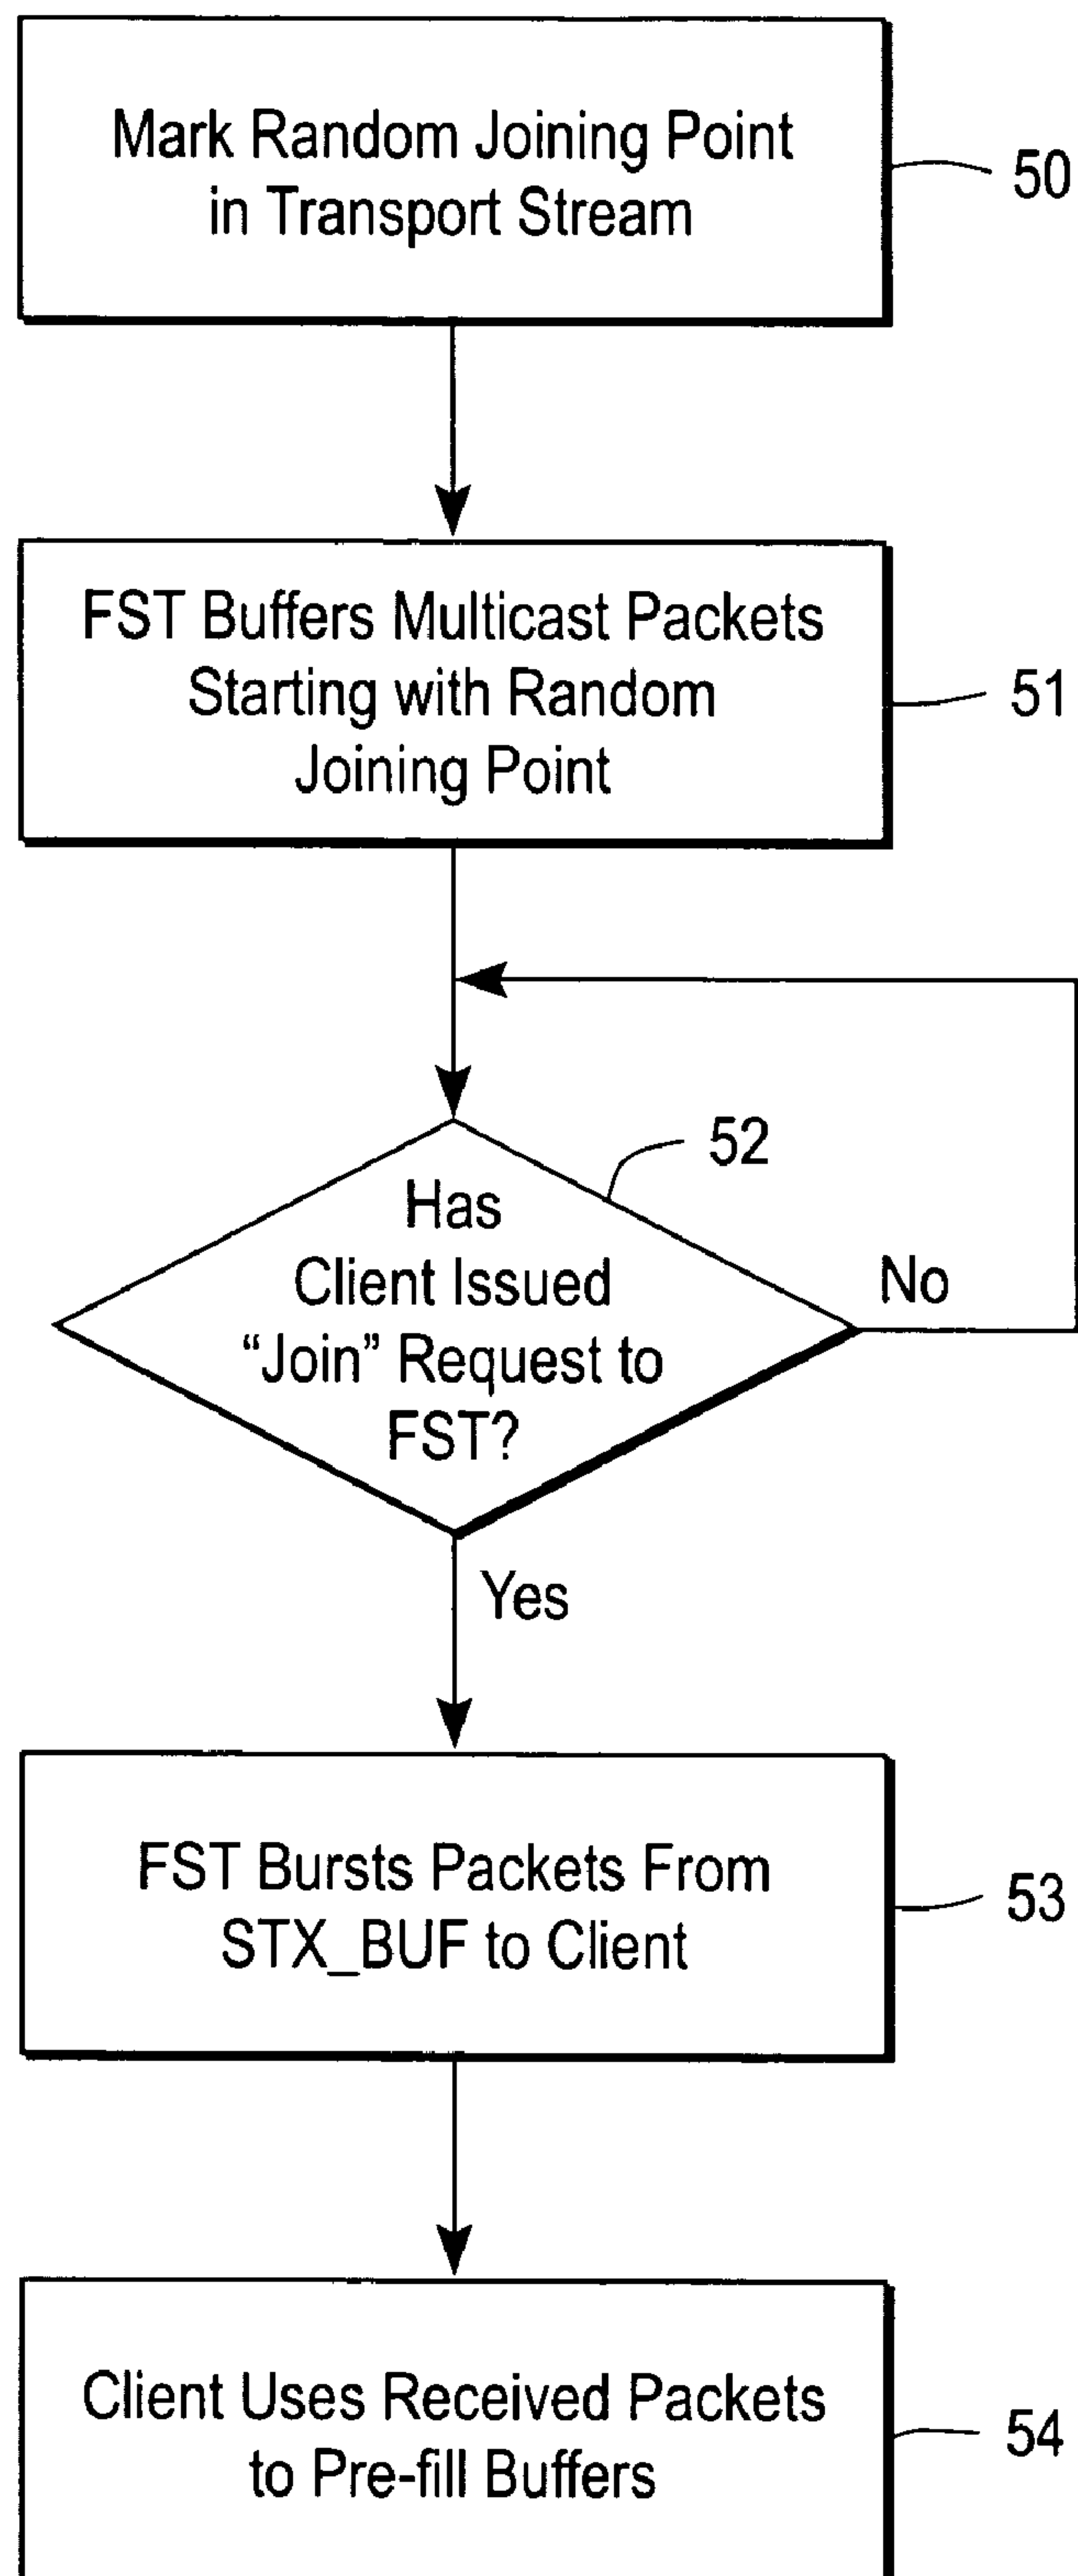 Mark Random Joining Point
in Transport Stream
50
FST Buffers Multicast Packets
Starting with Random
Joining Point
51
52
Has
Client Issued
“Join” Request to
FST?
No
Yes
FST Bursts Packets From
STX_BUF to Client
53
Client Uses Received Packets
to Pre-fill Buffers
54